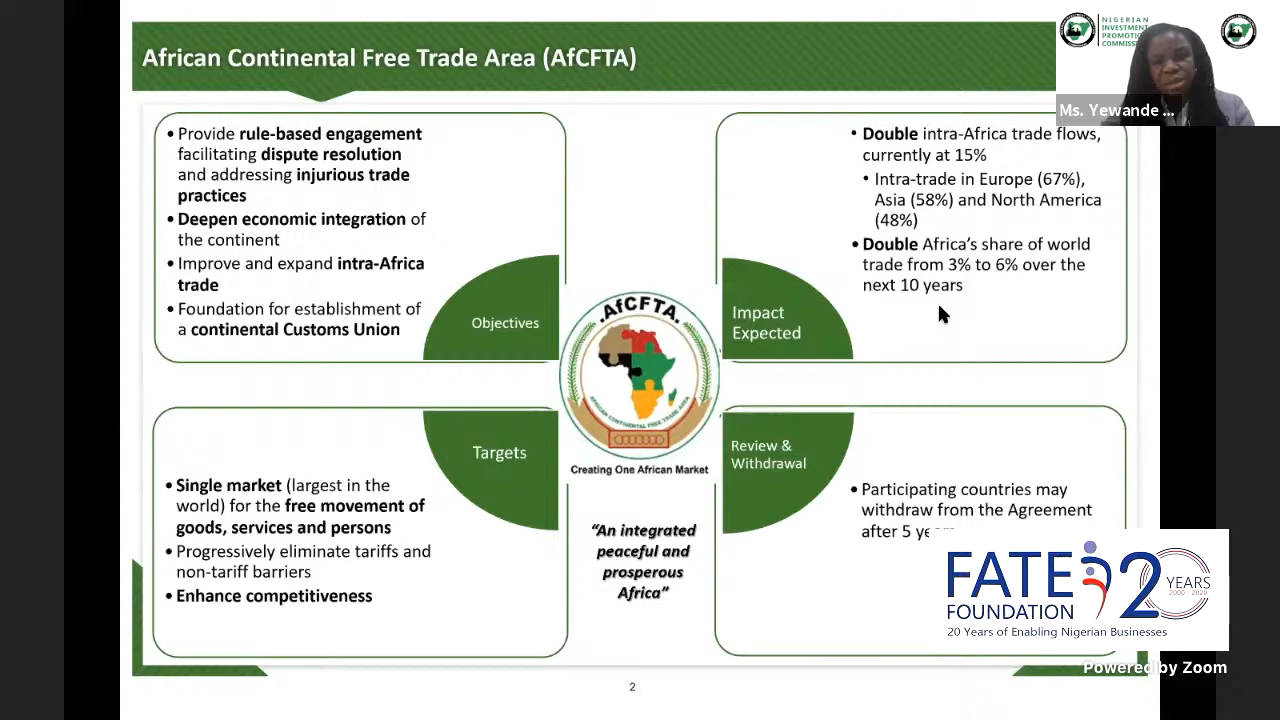 African Continental Free Trade Area (AfCFTA)
NIGERIAN
INVESTMENT
PROMOTION
Ms. Yewande ...
• Provide rule-based engagement
facilitating dispute resolution
and addressing injurious trade
practices
• Deepen economic integration of
the continent
• Improve and expand intra-Africa
trade
• Foundation for establishment of
a continental Customs Union
Objectives
• Double intra-Africa trade flows,
currently at 15%
• Intra-trade in Europe (67%),
Asia (58%) and North America
(48%)
• Double Africa's share of world
trade from 3% to 6% over the
next 10 years
Impact
Expected
AfCFTA
AFRICAN CONTINENTAL FREE TRADE AREA
Creating One African Market
Targets
• Single market (largest in the
world) for the free movement of
goods, services and persons
• Progressively eliminate tariffs and
non-tariff barriers
• Enhance competitiveness
"An integrated
peaceful and
prosperous
Africa"
Review &
Withdrawal
• Participating countries may
withdraw from the Agreement
after 5
FATE 20 YEARS
2000 - 2020
FOUNDATION
20 Years of Enabling Nigerian Businesses
Powered by Zoom
2